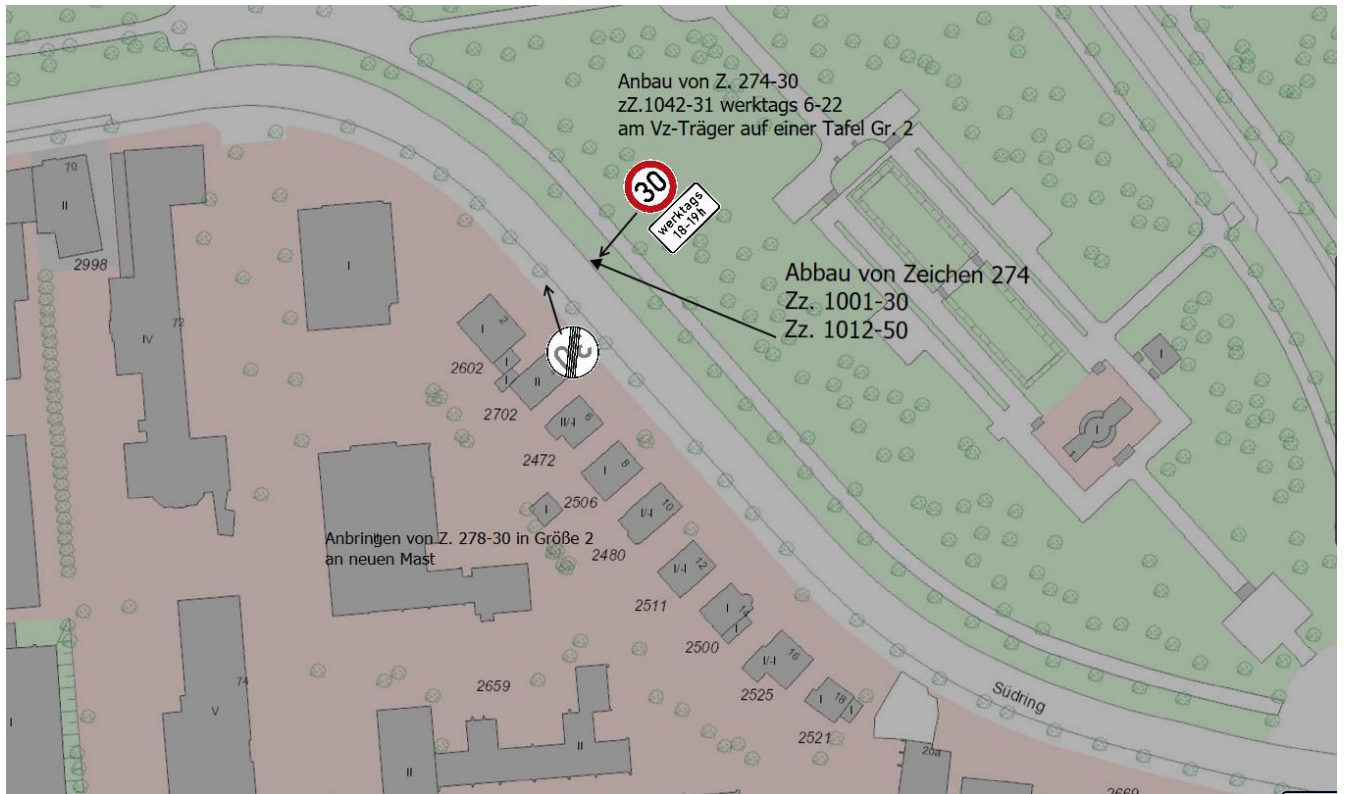 Anbau von Z. 274-30
zZ.1042-31 werktags 6-22
am Vz-Träger auf einer Tafel Gr. 2
30
werktags
18-19h
Abbau von Zeichen 274
Zz. 1001-30
Zz. 1012-50
70
II
2998
I
72
IV
2
I
2602
I
I
II
2702
II/-I
6
2472
I
8
2506
I
I/-I
10
2480
Anbringen von Z. 278-30 in Größe 2
an neuen Mast
I/-I
12
2511
I
14
I
2500
I/-I
16
2525
I
18
I
2521
Südring
2659
II
II
74
V
I
20a
2669
I
I